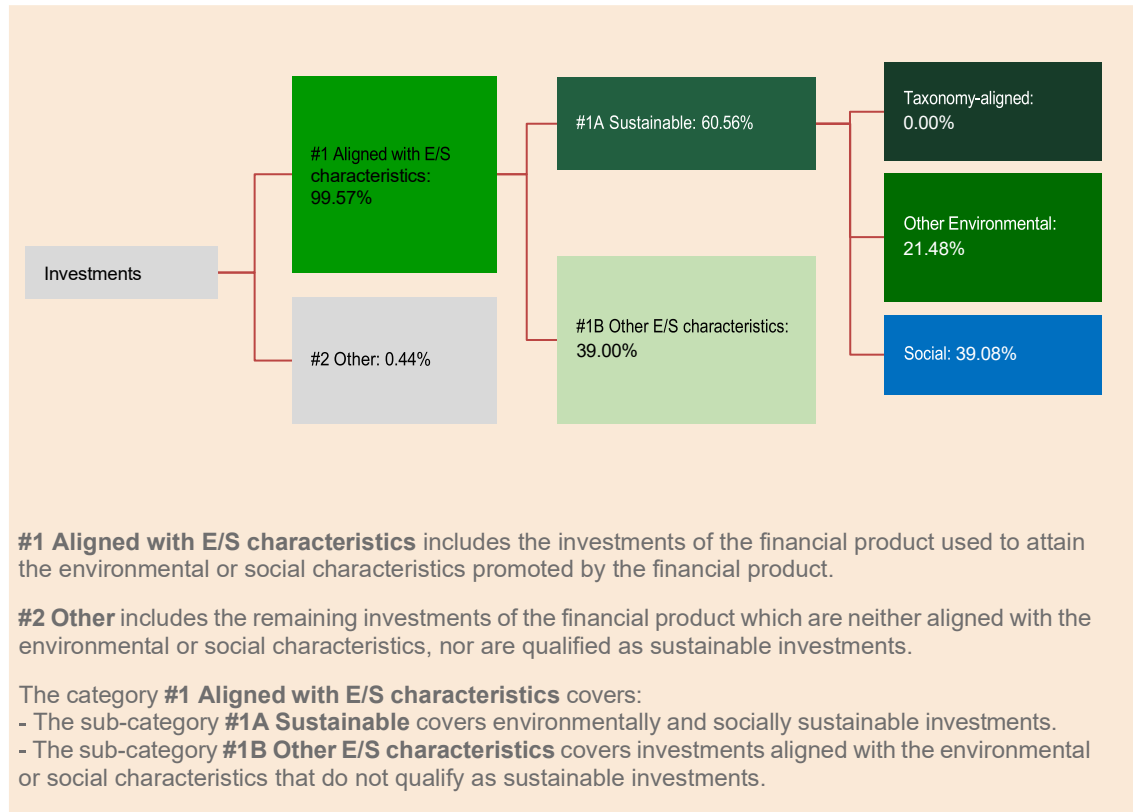 Investments
#1 Aligned with E/S
characteristics:
99.57%
#2 Other: 0.44%
#1A Sustainable: 60.56%
#1B Other E/S characteristics:
39.00%
Taxonomy-aligned:
0.00%
Other Environmental:
21.48%
Social: 39.08%
#1 Aligned with E/S characteristics includes the investments of the financial product used to attain
the environmental or social characteristics promoted by the financial product.
#2 Other includes the remaining investments of the financial product which are neither aligned with the
environmental or social characteristics, nor are qualified as sustainable investments.
The category #1 Aligned with E/S characteristics covers:
- The sub-category #1A Sustainable covers environmentally and socially sustainable investments.
- The sub-category #1B Other E/S characteristics covers investments aligned with the environmental
or social characteristics that do not qualify as sustainable investments.